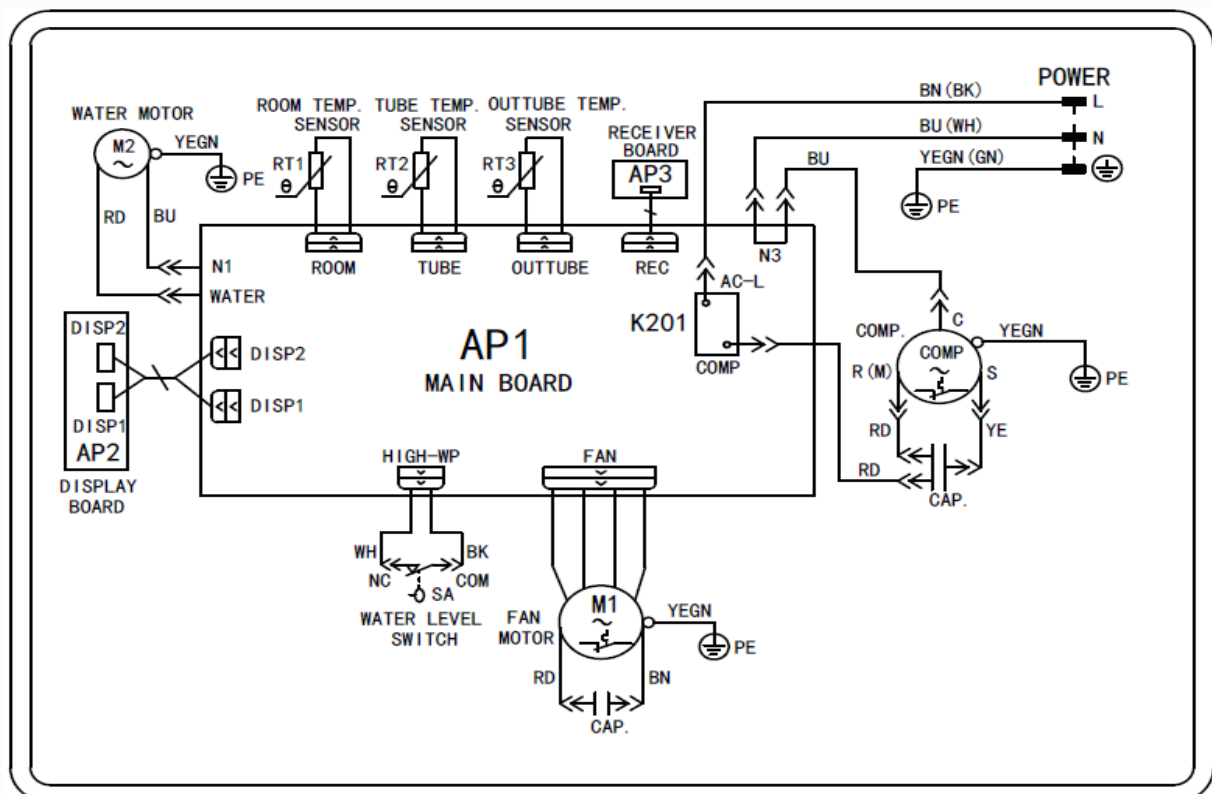 POWER
BN(BK)
L
BU(WH)
N
YEGN(GN)
PE
BU
WATER MOTOR
M2
YEGN
PE
RD
BU
ROOM TEMP.
SENSOR
RT1
θ
TUBE TEMP.
SENSOR
RT2
θ
OUTTUBE TEMP.
SENSOR
RT3
θ
RECEIVER
BOARD
AP3
ROOM
TUBE
OUTTUBE
REC
N3
N1
WATER
AC-L
K201
COMP
AP1
MAIN BOARD
DISP2
DISP1
DISP2
DISP1
AP2
DISPLAY
BOARD
COMP.
C
COMP
YEGN
PE
R(M)
S
RD
YE
RD
CAP.
HIGH-WP
FAN
WH
BK
NC
COM
SA
WATER LEVEL
SWITCH
FAN
MOTOR
M1
YEGN
PE
RD
BN
CAP.